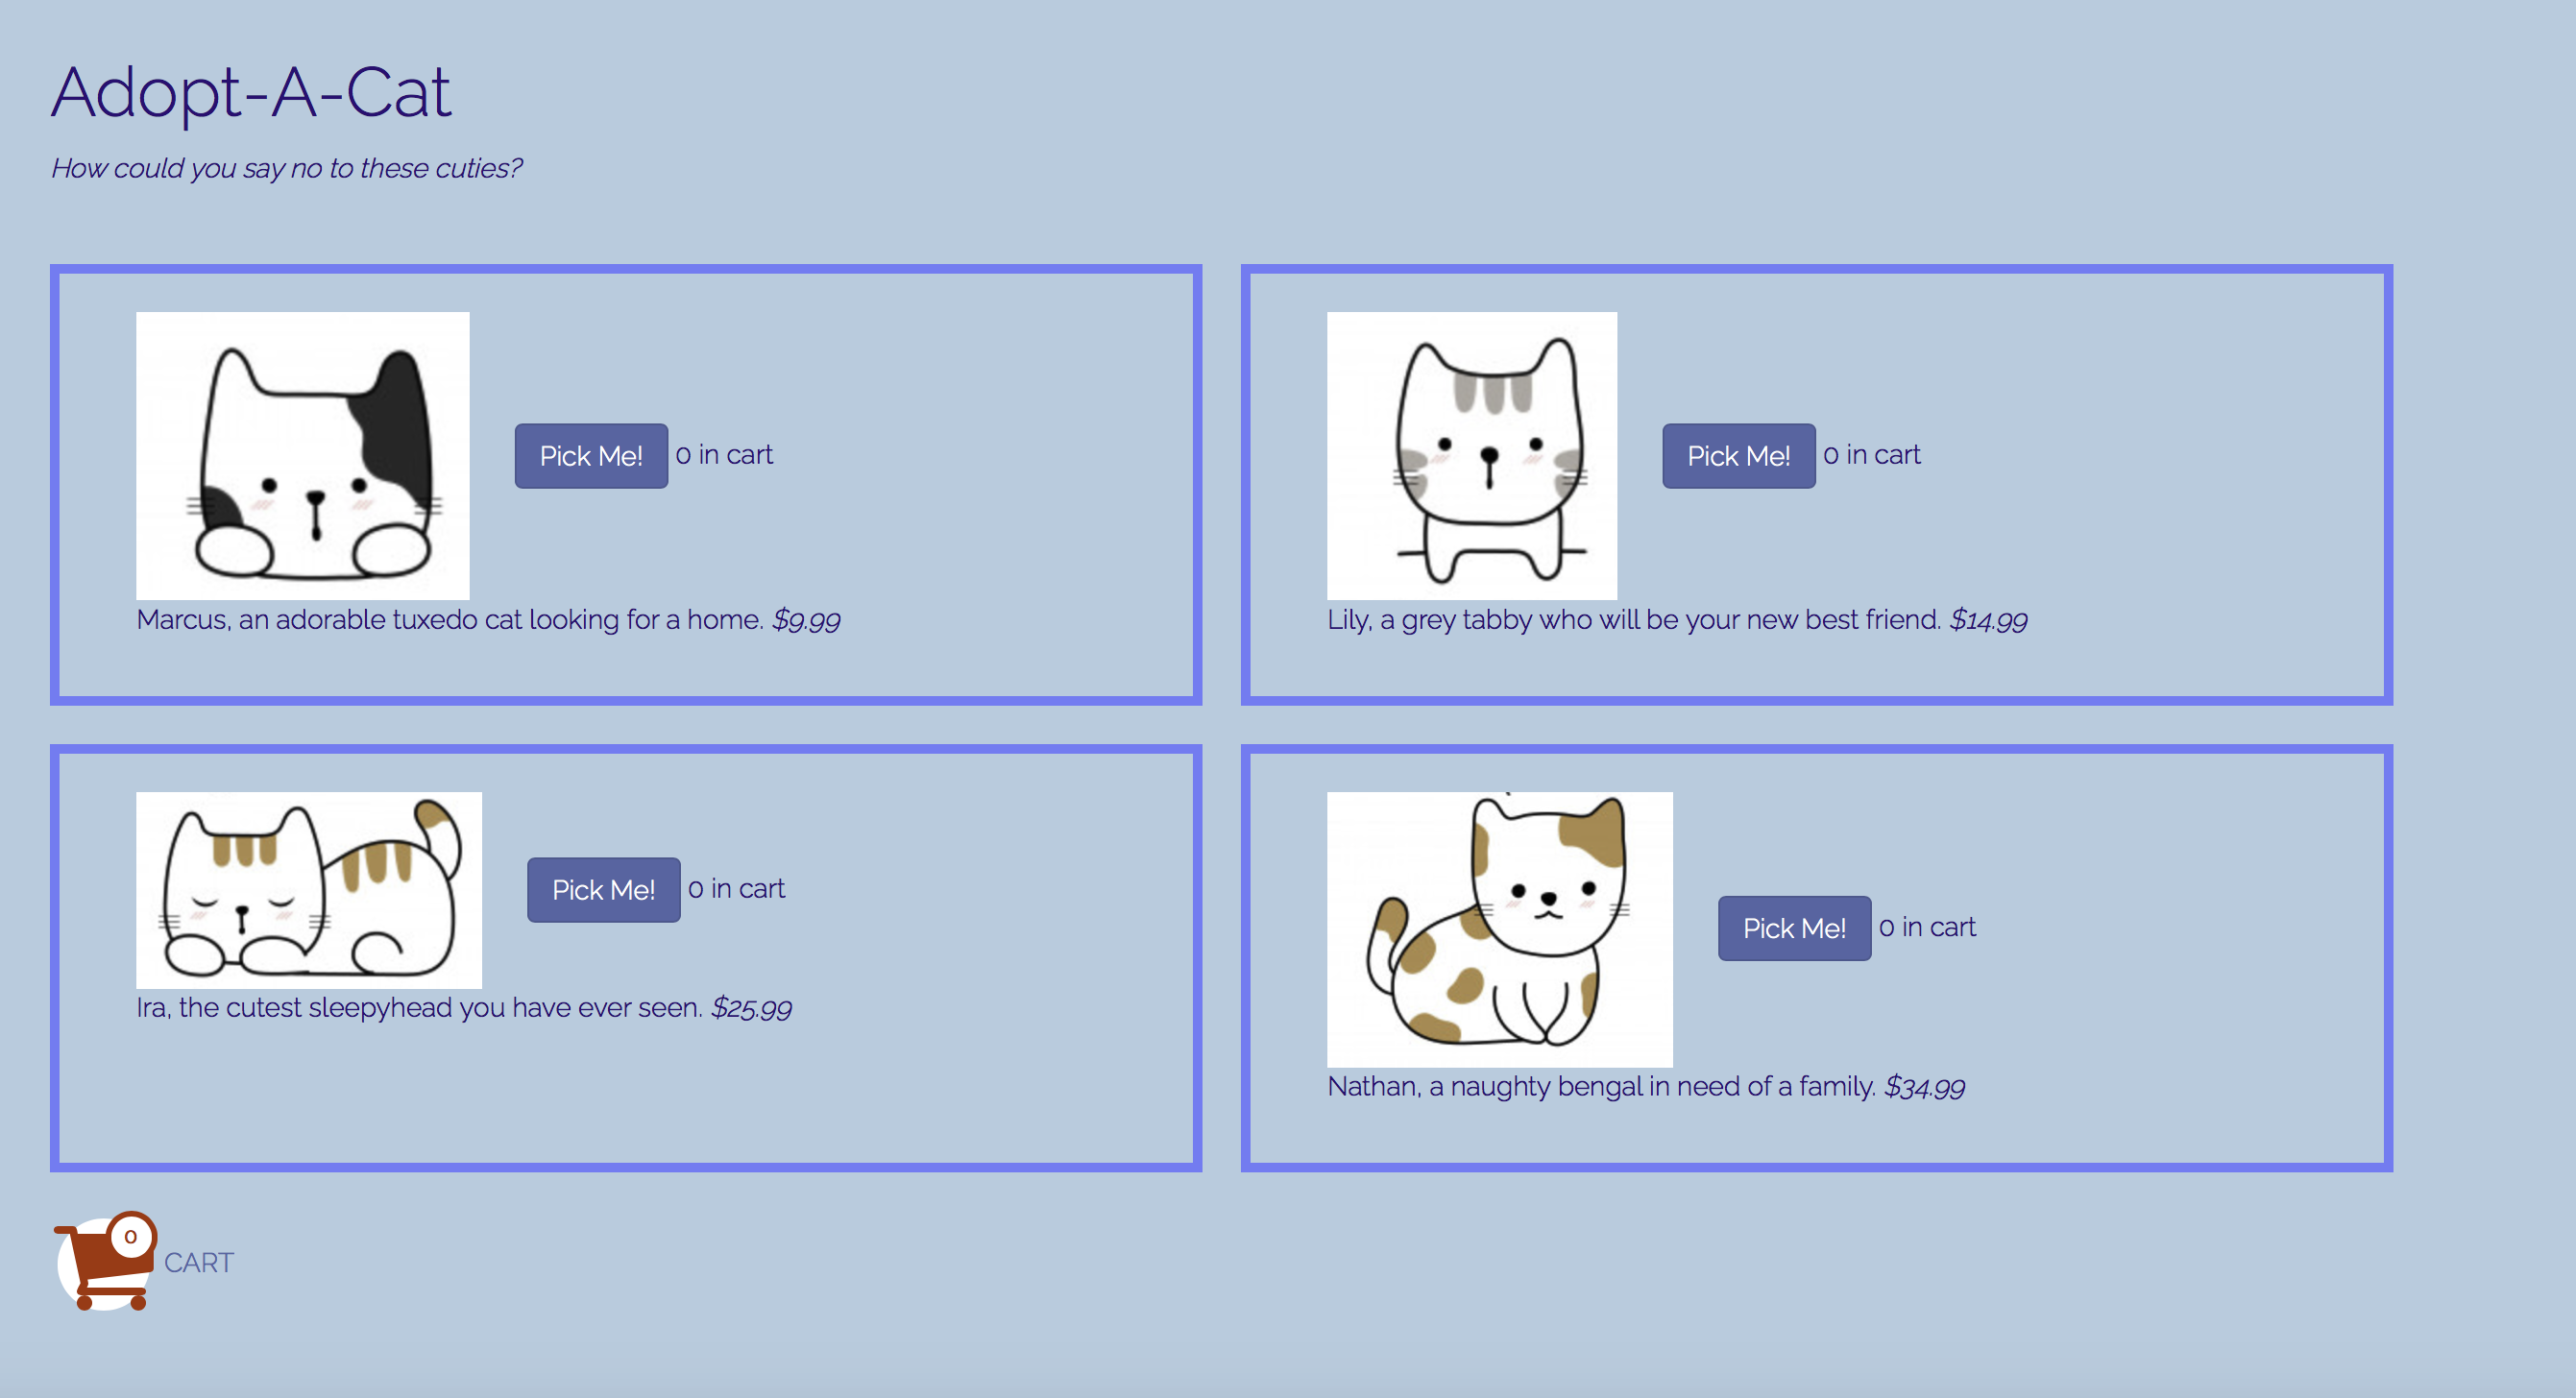 Adopt-A-Cat
How could you say no to these cuties?
Pick Me! 0 in cart
Marcus, an adorable tuxedo cat looking for a home. $9.99
Pick Me! 0 in cart
Lily, a grey tabby who will be your new best friend. $14.99
Pick Me! 0 in cart
Ira, the cutest sleepyhead you have ever seen. $25.99
Pick Me! 0 in cart
Nathan, a naughty bengal in need of a family. $34.99
0
CART